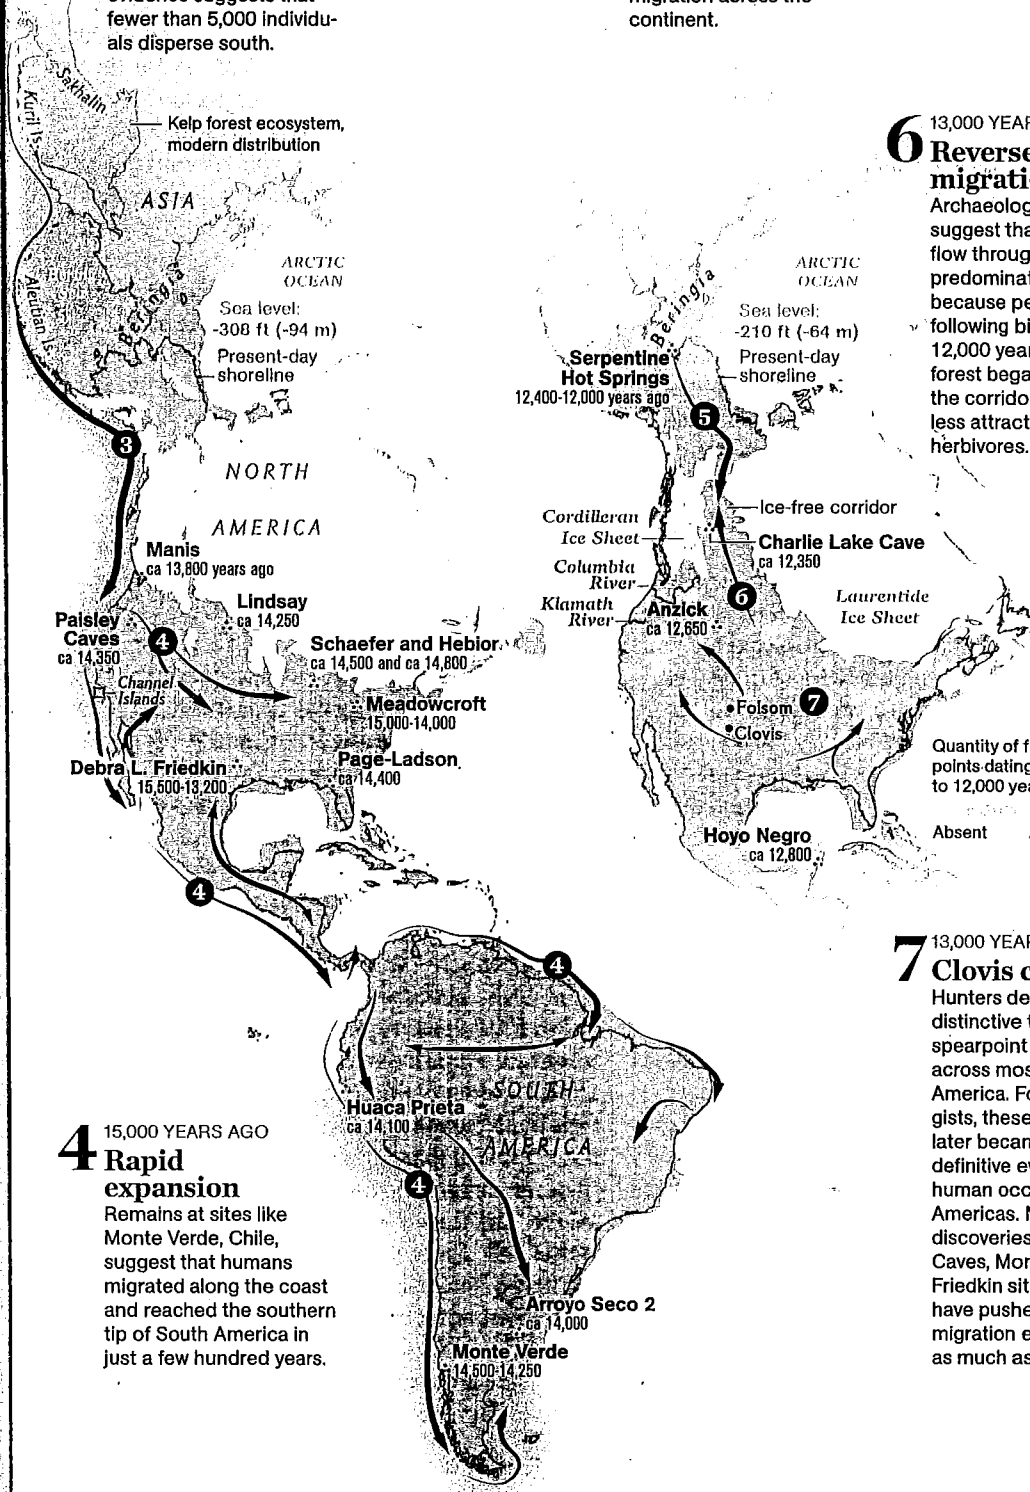 fewer than 5,000 individu-
als disperse south.
continent.
Sakhalin
Kuril Is.
Kelp forest ecosystem,
modern distribution
ASIA
ARCTIC
OCEAN
Beringia
Aleutian Is.
Sea level:
-308 ft (-94 m)
Present-day
shoreline
3
NORTH
AMERICA
Manis
ca 13,800 years ago
Paisley
Caves
ca 14,350
4
Lindsay
ca 14,250
Schaefer and Hebior
ca 14,500 and ca 14,800
Channel
Islands
Meadowcroft
15,000-14,000
Debra L. Friedkin
15,500-13,200
Page-Ladson
ca 14,400
4
4
SOUTH
AMERICA
Huaca Prieta
ca 14,100
4
Arroyo Seco 2
ca 14,000
Monte Verde
14,500-14,250
4
15,000 YEARS AGO
Rapid
expansion
Remains at sites like
Monte Verde, Chile,
suggest that humans
migrated along the coast
and reached the southern
tip of South America in
just a few hundred years.
ARCTIC
OCEAN
Beringia
Sea level:
-210 ft (-64 m)
Serpentine
Hot Springs
12,400-12,000 years ago
Present-day
shoreline
5
Ice-free corridor
Cordilleran
Ice Sheet
Charlie Lake Cave
ca 12,350
Columbia
River
Klamath
River
6
Anzick
ca 12,650
Laurentide
Ice Sheet
Folsom
7
Clovis
Hoyo Negro
ca 12,800
Quantity of f
points dating
to 12,000 yea
Absent
6
13,000 YEAR
Reverse
migrati
Archaeolog
suggest tha
flow throug
predominat
because pe
following bi
12,000 year
forest bega
the corrido
less attract
herbivores.
7
13,000 YEAR
Clovis c
Hunters de
distinctive t
spearpoint
across mos
America. Fo
gists, these
later becam
definitive ev
human occ
Americas. N
discoveries
Caves, Mon
Friedkin sit
have pushe
migration e
as much as